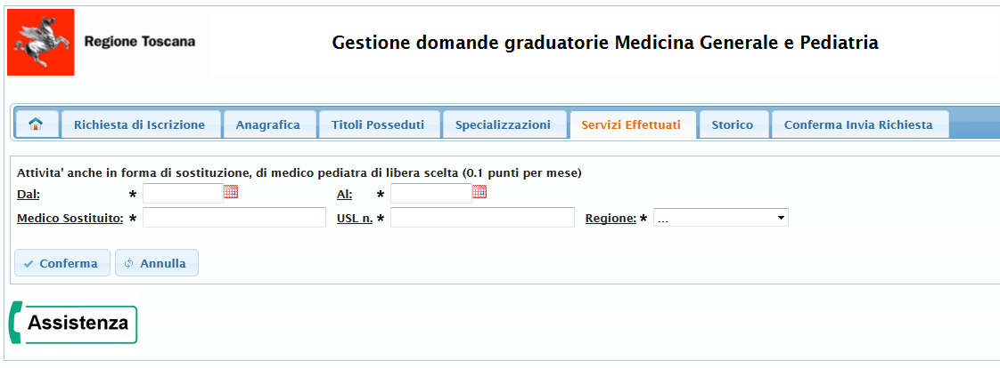 Regione Toscana
Gestione domande graduatorie Medicina Generale e Pediatria
Richiesta di Iscrizione Anagrafica Titoli Posseduti Specializzazioni Servizi Effettuati Storico Conferma Invia Richiesta
Attivita' anche in forma di sostituzione, di medico pediatra di libera scelta (0.1 punti per mese)
Dal: * Al: *
Medico Sostituito: * USL n. * Regione: * ...
Conferma Annulla
Assistenza